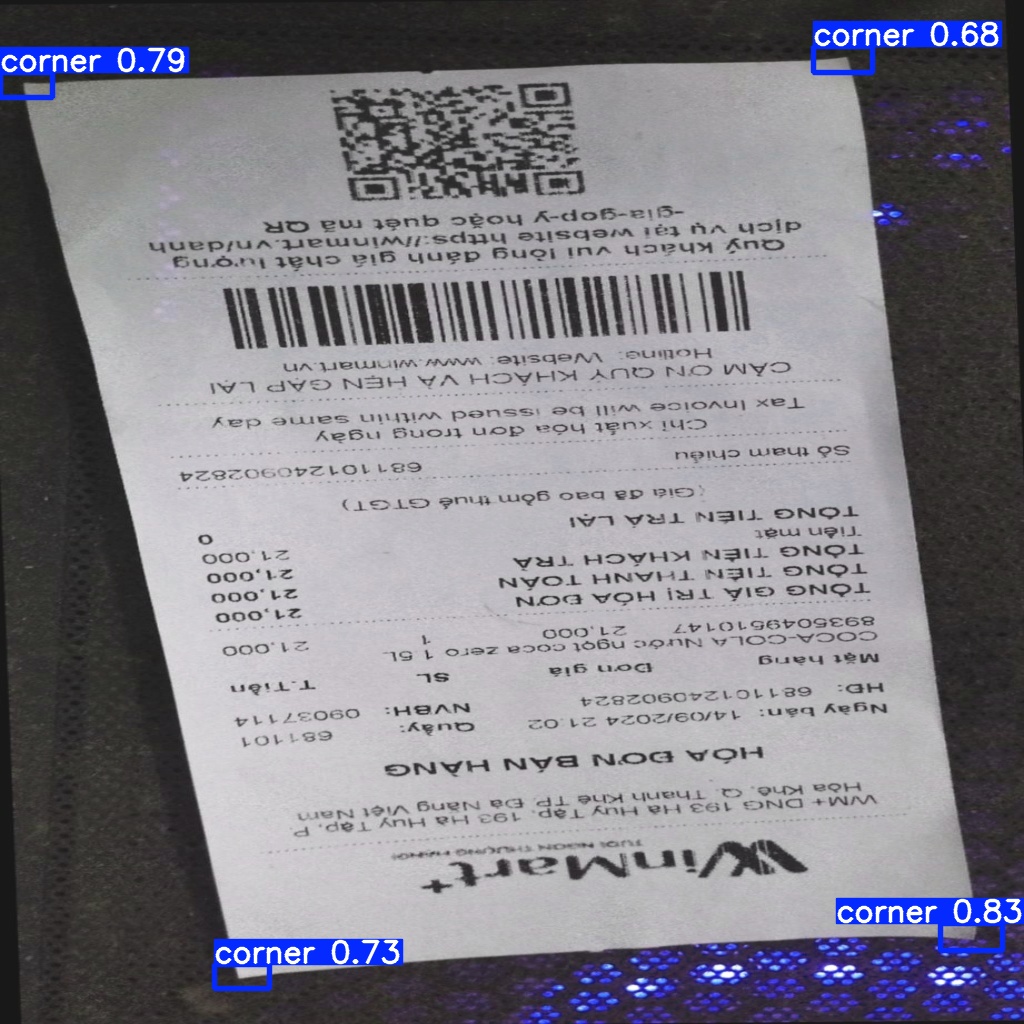 corner 0.79
corner 0.68
corner 0.73
corner 0.83
WinMart+
TƯƠI NGON THƯỢNG HẠNG!
WM+ DNG 193 Hà Huy Tập, 193 Hà Huy Tập, P.
Hòa Khê, Q. Thanh Khê TP. Đà Nẵng Việt Nam
HÓA ĐƠN BÁN HÀNG
Ngày bán: 14/09/2024 21:02 Quầy: 681101
HĐ: 681101240902824 NVBH: 09037114
Mặt hàng Đơn giá SL T.Tiền
COCA-COLA Nước ngọt coca zero 1.5L
8935049510147 21,000 1 21,000
TỔNG GIÁ TRỊ HÓA ĐƠN 21,000
TỔNG TIỀN THANH TOÁN 21,000
TỔNG TIỀN KHÁCH TRẢ 21,000
Tiền mặt 21,000
TỔNG TIỀN TRẢ LẠI 0
(Giá đã bao gồm thuế GTGT)
Số tham chiếu 681101240902824
Chỉ xuất hóa đơn trong ngày
Tax Invoice will be issued within same day
CẢM ƠN QUÝ KHÁCH VÀ HẸN GẶP LẠI
Hotline: Website: www.winmart.vn
Quý khách vui lòng đánh giá chất lượng
dịch vụ tại website https://winmart.vn/danh
-gia-gop-y hoặc quét mã QR